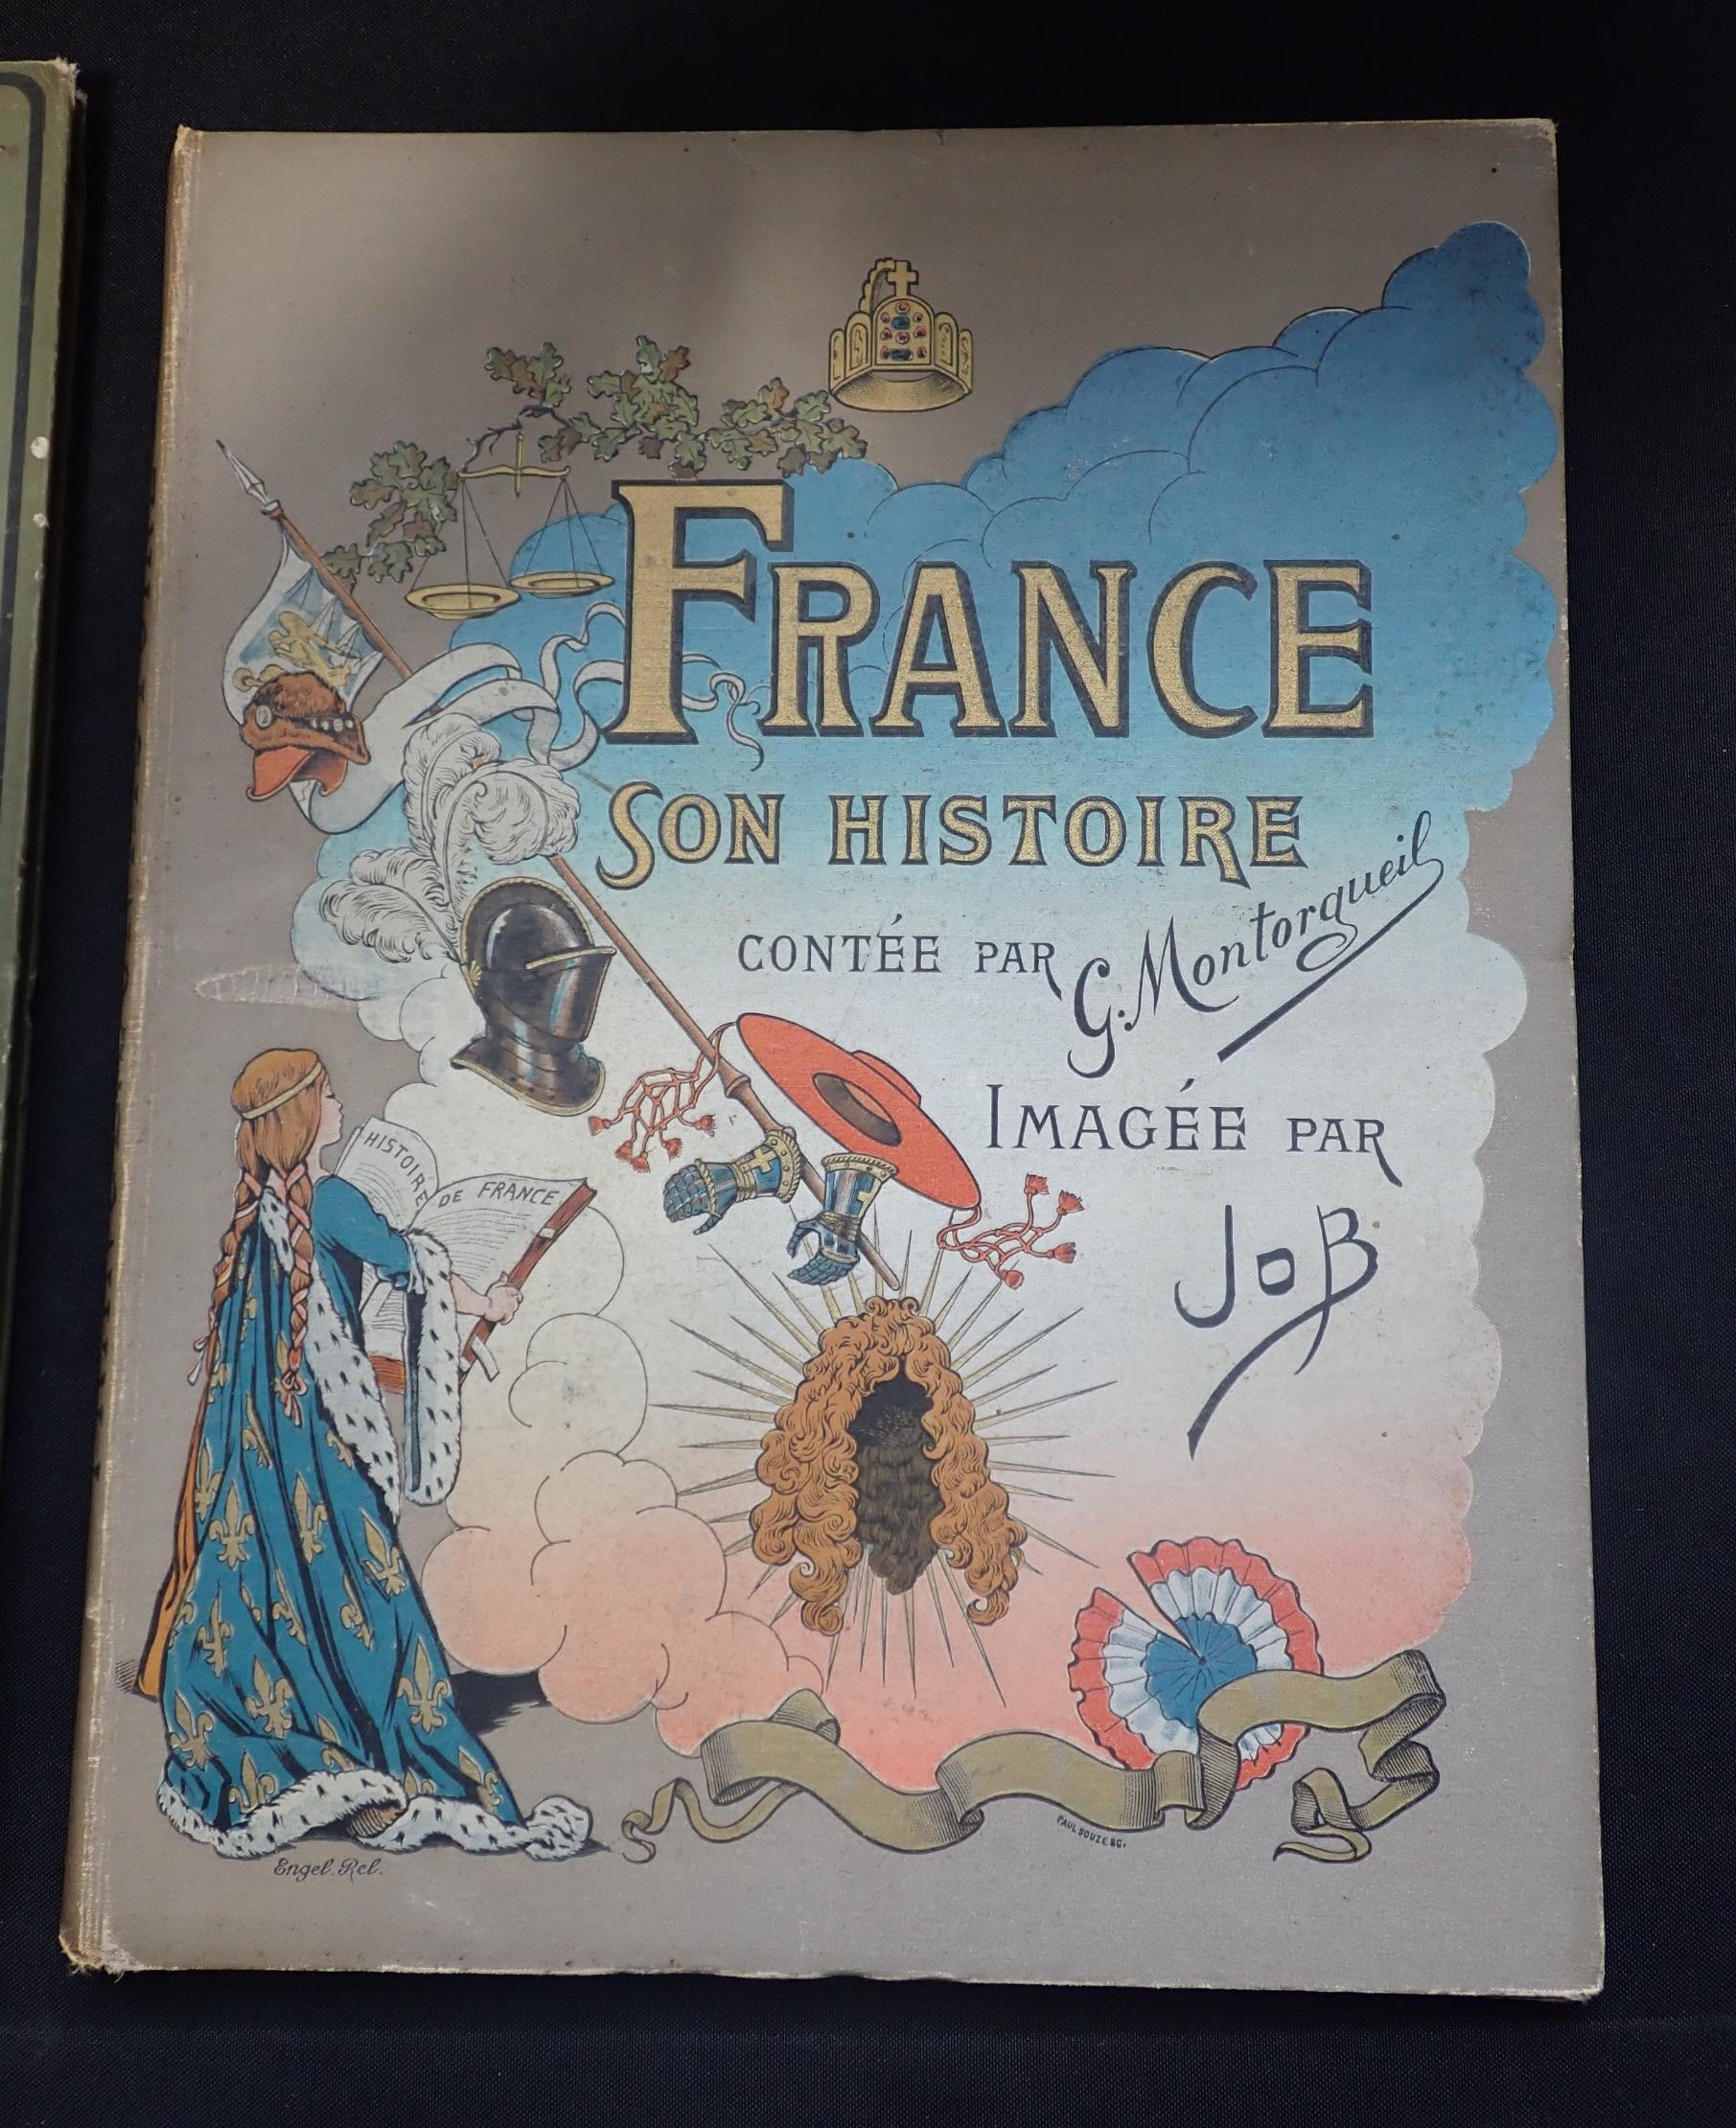 FRANCE
SON HISTOIRE
CONTÉE PAR G. Montorgueil
IMAGÉE PAR
JOB
HISTOIRE DE FRANCE
PAUL SOUZE SC.
Engel. Rel.